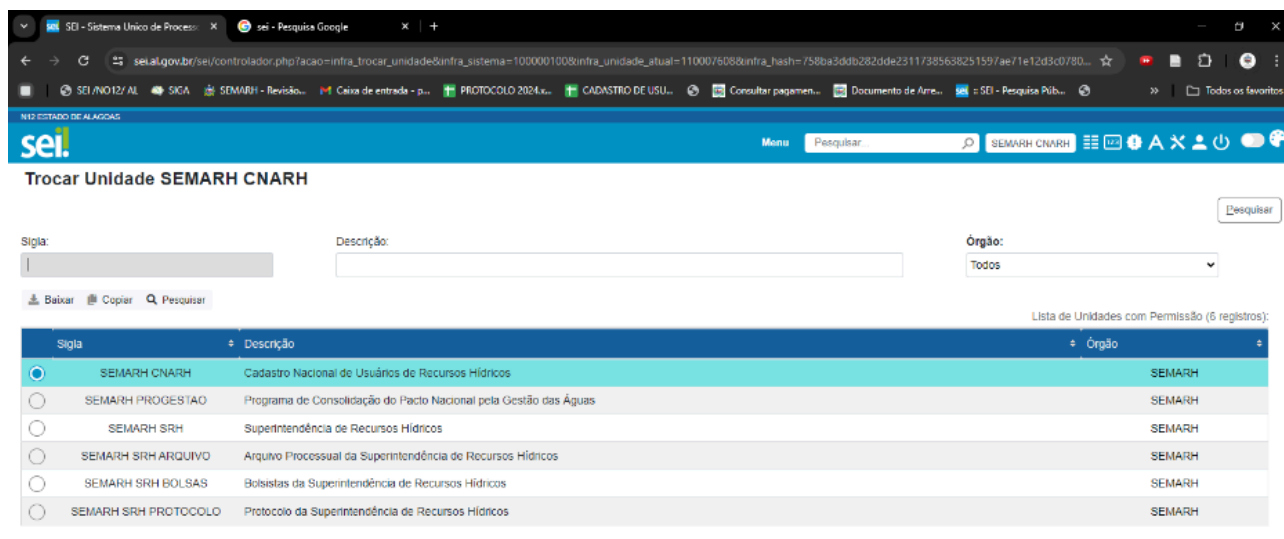 SEI - Sistema Unico de Process
sei - Pesquisa Google
sei.al.gov.br/sei/controlador.php?acao=infra_trocar_unidade&infra_sistema=100000100&infra_unidade_atual=110007608&infra_hash=758ba3ddb282dde23117385638251597ae71e12d3c0780...
SEI /NO12/ AL SIGA SEMARH - Revisão... Caixa de entrada - p... PROTOCOLO 2024.x... CADASTRO DE USU... Consultar pagamen... Documento de Arre... :: SEI - Pesquisa Púb... » Todos os favoritos
N12 ESTADO DE ALAGOAS
sei! Menu Pesquisar... SEMARH CNARH
Trocar Unidade SEMARH CNARH
Pesquisar
Sigla: Descrição: Órgão:
Todos
Baixar Copiar Pesquisar
Lista de Unidades com Permissão (6 registros):
Sigla Descrição Órgão
SEMARH CNARH Cadastro Nacional de Usuários de Recursos Hídricos SEMARH
SEMARH PROGESTAO Programa de Consolidação do Pacto Nacional pela Gestão das Águas SEMARH
SEMARH SRH Superintendência de Recursos Hídricos SEMARH
SEMARH SRH ARQUIVO Arquivo Processual da Superintendência de Recursos Hídricos SEMARH
SEMARH SRH BOLSAS Bolsistas da Superintendência de Recursos Hídricos SEMARH
SEMARH SRH PROTOCOLO Protocolo da Superintendência de Recursos Hídricos SEMARH